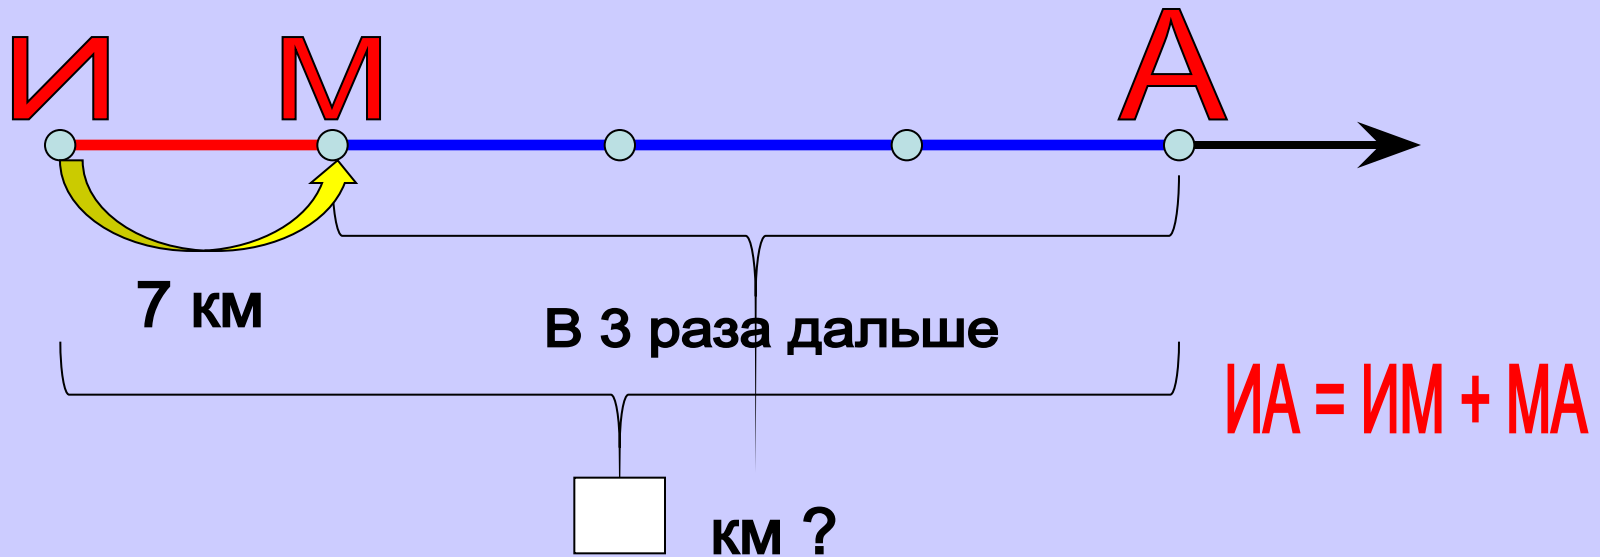 И М А
7 км
В 3 раза дальше
ИА = ИМ + МА
км ?